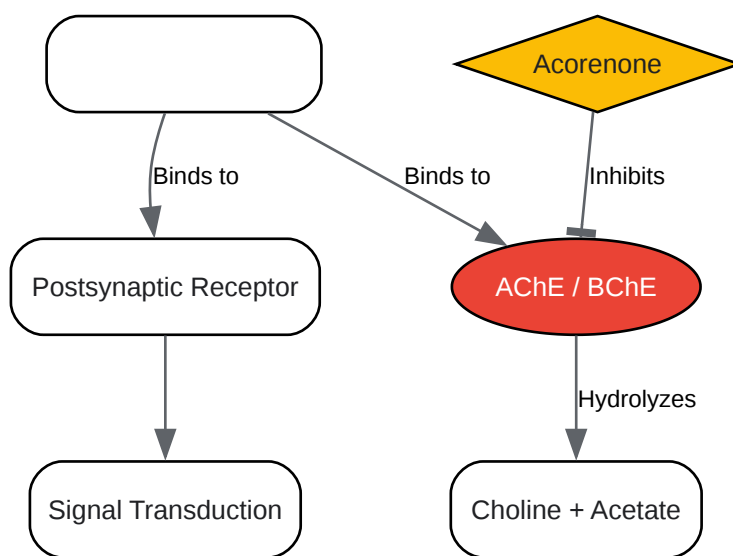 Acorenone
Binds to
Binds to
Inhibits
Postsynaptic Receptor
AChE / BChE
Hydrolyzes
Signal Transduction
Choline + Acetate